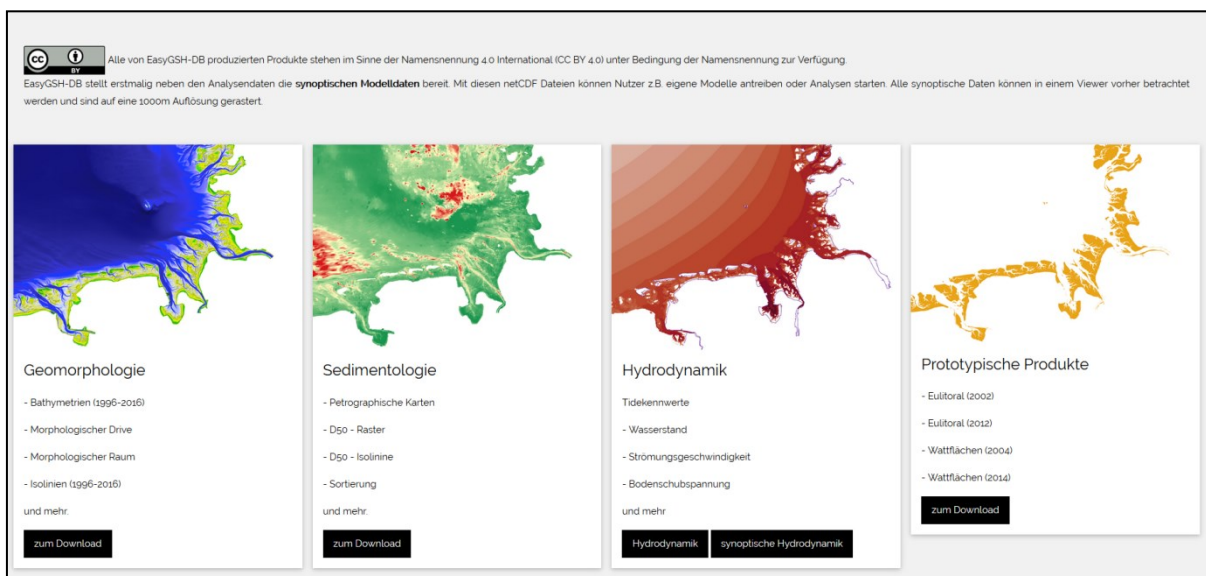 cc BY
Alle von EasyGSH-DB produzierten Produkte stehen im Sinne der Namensnennung 4.0 International (CC BY 4.0) unter Bedingung der Namensnennung zur Verfügung.
EasyGSH-DB stellt erstmalig neben den Analysendaten die synoptischen Modelldaten bereit. Mit diesen netCDF Dateien können Nutzer z.B. eigene Modelle antreiben oder Analysen starten. Alle synoptische Daten können in einem Viewer vorher betrachtet
werden und sind auf eine 1000m Auflösung gerastert.
Geomorphologie
- Bathymetrien (1996-2016)
- Morphologischer Drive
- Morphologischer Raum
- Isolinien (1996-2016)
und mehr.
zum Download
Sedimentologie
- Petrographische Karten
- D50 - Raster
- D50 - Isolinine
- Sortierung
und mehr.
zum Download
Hydrodynamik
Tidekennwerte
- Wasserstand
- Strömungsgeschwindigkeit
- Bodenschubspannung
und mehr
Hydrodynamik
synoptische Hydrodynamik
Prototypische Produkte
- Eulitoral (2002)
- Eulitoral (2012)
- Wattflächen (2004)
- Wattflächen (2014)
zum Download